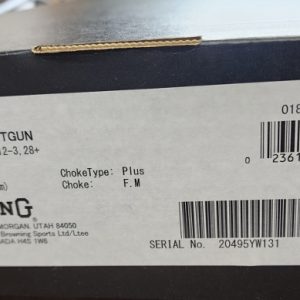 018
TGUN
12-3,28+
ChokeType: Plus
Choke: F.M
0 2361
m)
NG
MORGAN, UTAH 84050
Browning Sports Ltd/Ltee
ADA H4S 1W6
SERIAL NO. 20495YW131